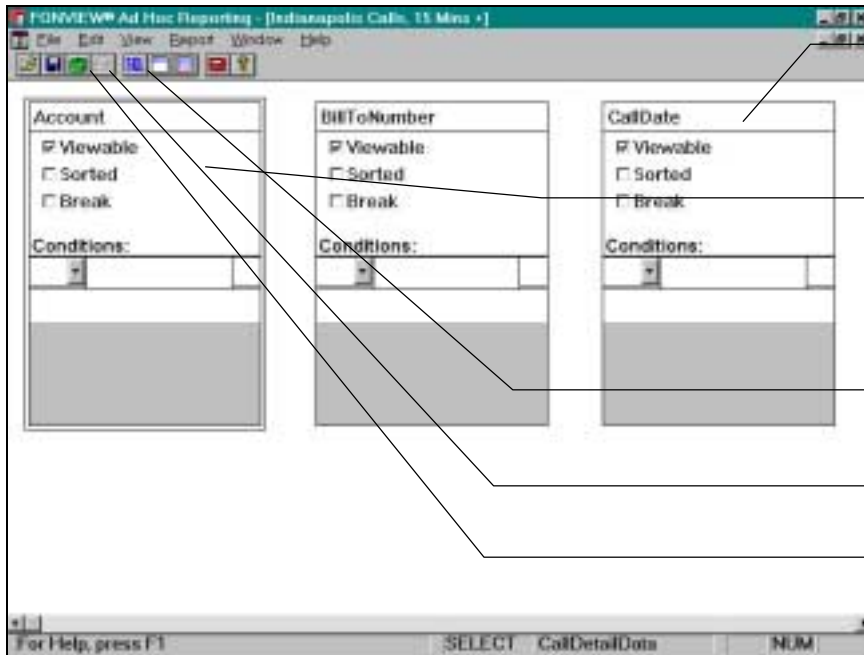 FONVIEW® Ad Hoc Reporting - [Indianapolis Calls, 15 Mins +]
File Edit View Report Window Help
Account BillToNumber CallDate
Viewable Viewable Viewable
Sorted Sorted Sorted
Break Break Break
Conditions: Conditions: Conditions:
For Help, press F1 SELECT CallDetailData NUM